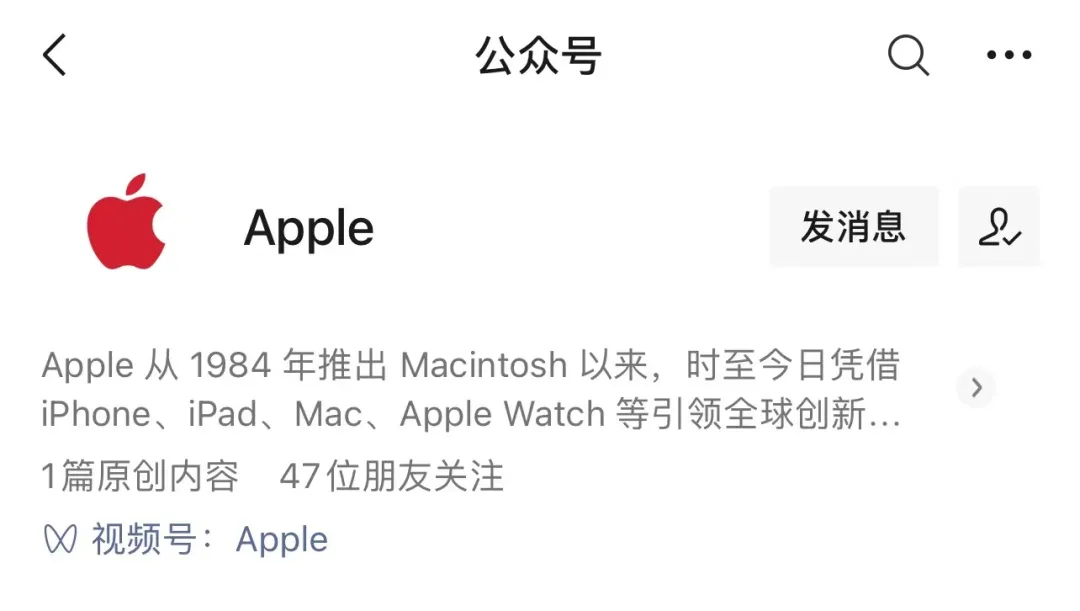 公众号
Apple
发消息
Apple 从 1984 年推出 Macintosh 以来，时至今日凭借
iPhone、iPad、Mac、Apple Watch 等引领全球创新...
1篇原创内容 47位朋友关注
视频号： Apple